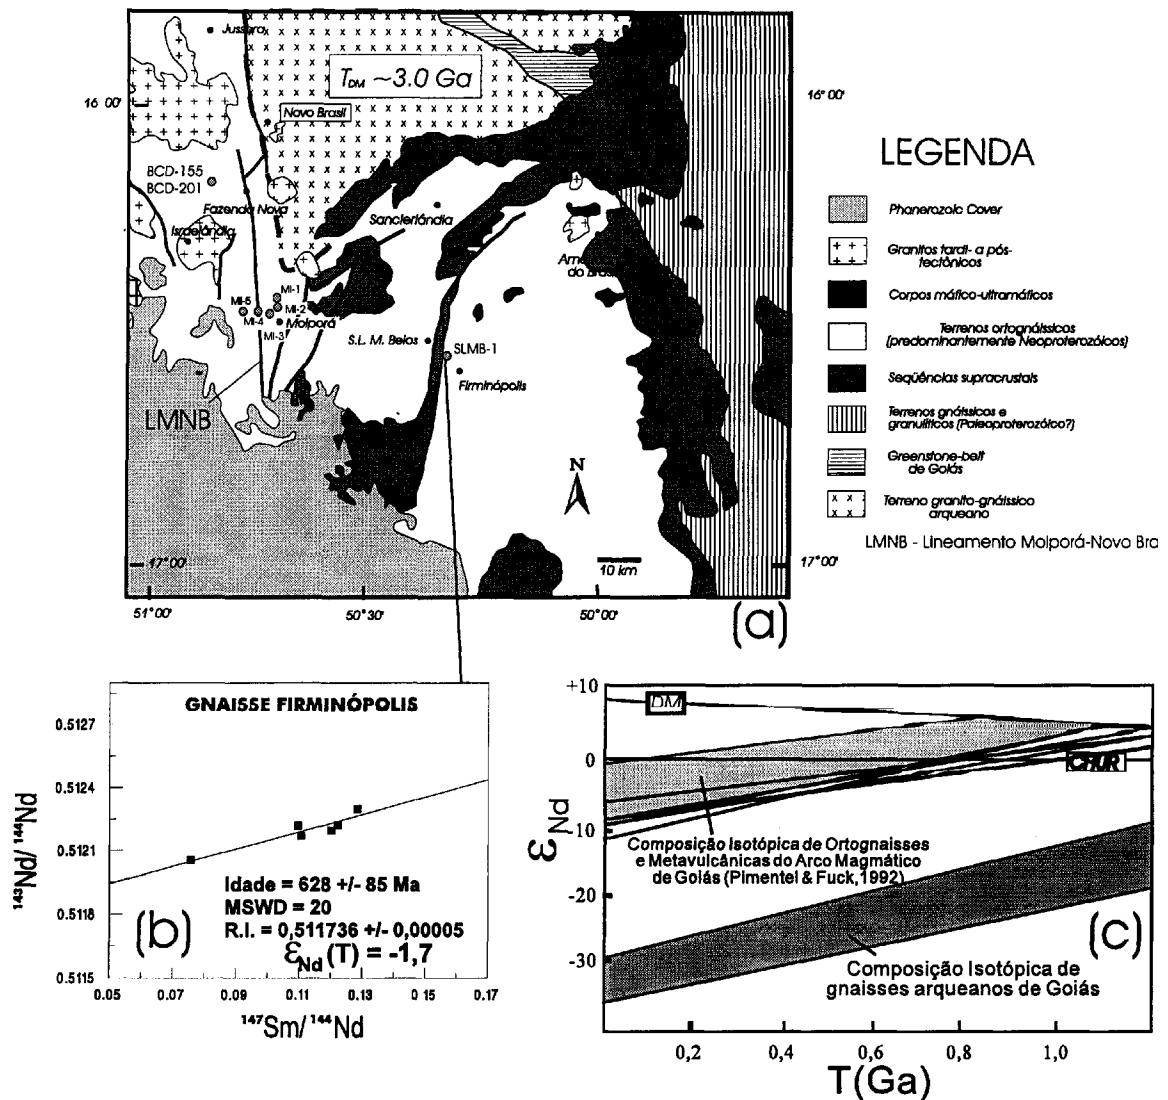 Jussara
T_DM ~3.0 Ga
16 00'
16° 00'
Novo Brasil
BCD-155
BCD-201
Fazenda Nova
Israelândia
Sanclerlândia
do Brasil
MI-1
MI-5
MI-2
MI-4
Moiporá
MI-3
S.L. M. Belos
SLMB-1
Firminópolis
LMNB
N
10 km
17°00'
17°00'
51° 00'
50°30'
50° 00'
(a)
LEGENDA
Phanerozoic Cover
Granitos tardi- a pós-
tectônicos
Corpos máfico-ultramáficos
Terrenos ortognáissicos
(predominantemente Neoproterozóicos)
Seqüências supracrustais
Terrenos gnáissicos e
granulíticos (Paleoproterozóico?)
Greenstone-belt
de Goiás
Terreno granito-gnáissico
arqueano
LMNB - Lineamento Moiporá-Novo Bra
GNAISSE FIRMINÓPOLIS
0.5127
0.5124
0.5121
0.5118
0.5115
¹⁴³Nd/¹⁴⁴Nd
Idade = 628 +/- 85 Ma
MSWD = 20
R.I. = 0,511736 +/- 0,00005
ε_Nd (T) = -1,7
(b)
0.05 0.07 0.09 0.11 0.13 0.15 0.17
¹⁴⁷Sm/¹⁴⁴Nd
+10
DM
0
CHUR
-10
-20
-30
ε_Nd
Composição Isotópica de Ortognaisses
e Metavulcânicas do Arco Magmático
de Goiás (Pimentel & Fuck,1992)
(c)
Composição Isotópica de
gnaisses arqueanos de Goiás
0,2 0,4 0,6 0,8 1,0
T(Ga)